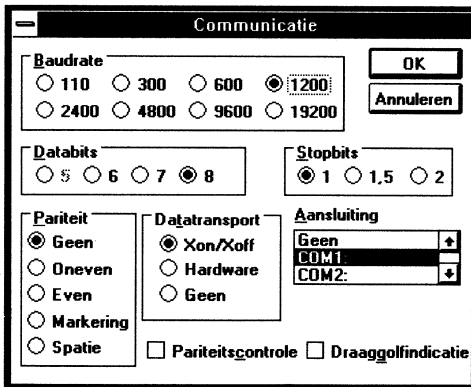 Communicatie
Baudrate
110 300 600 1200
2400 4800 9600 19200
OK
Annuleren
Databits
5 6 7 8
Stopbits
1 1,5 2
Pariteit
Geen
Oneven
Even
Markering
Spatie
Datatransport
Xon/Xoff
Hardware
Geen
Aansluiting
Geen
COM1:
COM2:
Pariteitscontrole Draaggolfindicatie